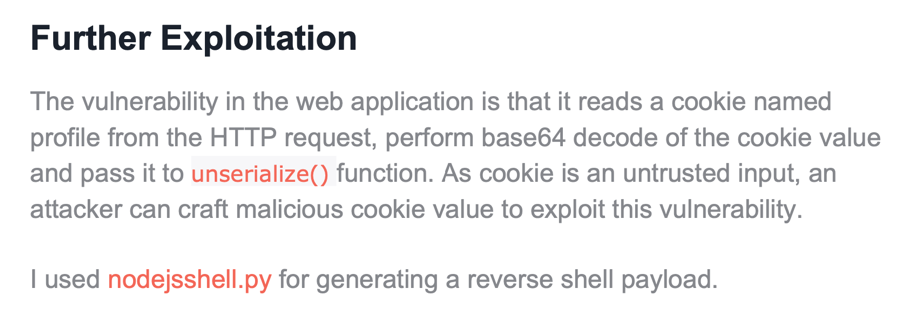 Further Exploitation
The vulnerability in the web application is that it reads a cookie named
profile from the HTTP request, perform base64 decode of the cookie value
and pass it to unserialize() function. As cookie is an untrusted input, an
attacker can craft malicious cookie value to exploit this vulnerability.
I used nodejsshell.py for generating a reverse shell payload.